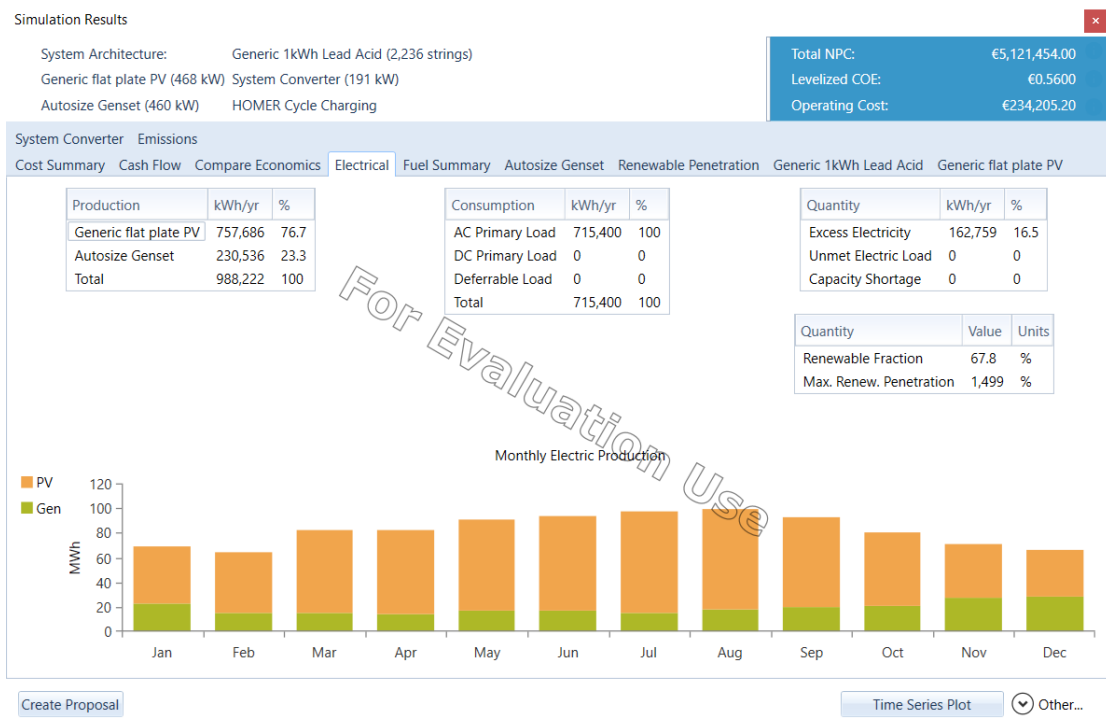 Simulation Results
×
System Architecture: Generic 1kWh Lead Acid (2,236 strings)
Generic flat plate PV (468 kW) System Converter (191 kW)
Autosize Genset (460 kW) HOMER Cycle Charging
Total NPC: €5,121,454.00
Levelized COE: €0.5600
Operating Cost: €234,205.20
System Converter Emissions
Cost Summary Cash Flow Compare Economics Electrical Fuel Summary Autosize Genset Renewable Penetration Generic 1kWh Lead Acid Generic flat plate PV
Production kWh/yr %
Generic flat plate PV 757,686 76.7
Autosize Genset 230,536 23.3
Total 988,222 100
Consumption kWh/yr %
AC Primary Load 715,400 100
DC Primary Load 0 0
Deferrable Load 0 0
Total 715,400 100
Quantity kWh/yr %
Excess Electricity 162,759 16.5
Unmet Electric Load 0 0
Capacity Shortage 0 0
Quantity Value Units
Renewable Fraction 67.8 %
Max. Renew. Penetration 1,499 %
For Evaluation Use
Monthly Electric Production
PV
Gen
MWh
120
100
80
60
40
20
0
Jan Feb Mar Apr May Jun Jul Aug Sep Oct Nov Dec
Create Proposal Time Series Plot Other...